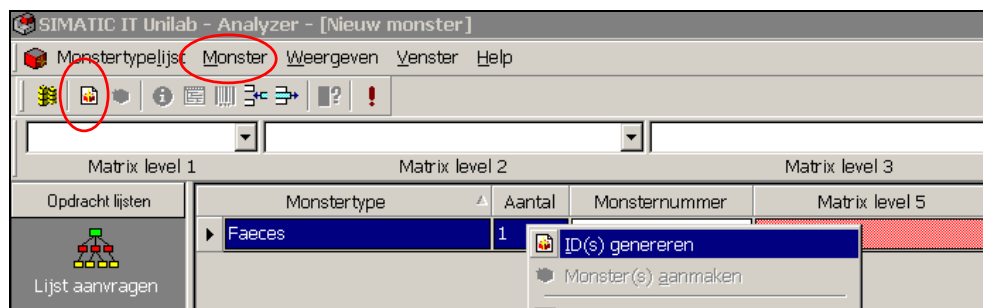 SIMATIC IT Unilab - Analyzer - [Nieuw monster]
Monstertypelijst Monster Weergeven Venster Help
Matrix level 1 Matrix level 2 Matrix level 3
Opdracht lijsten Monstertype Aantal Monsternummer Matrix level 5
Faeces 1
ID(s) genereren
Monster(s) aanmaken
Lijst aanvragen